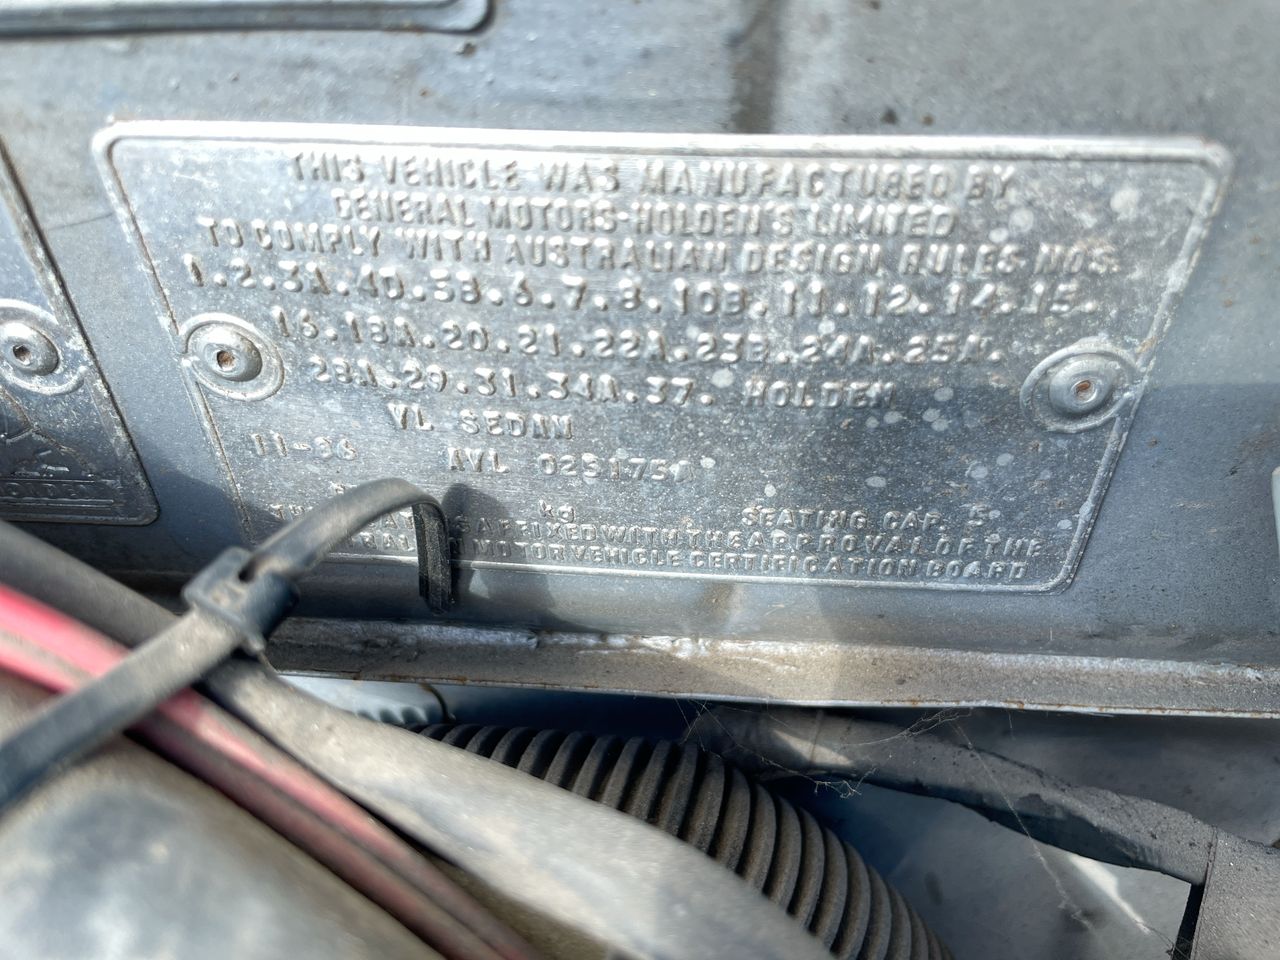 THIS VEHICLE WAS MANUFACTURED BY
GENERAL MOTORS-HOLDEN'S LIMITED
TO COMPLY WITH AUSTRALIAN DESIGN RULES NOS.
1.2.3A.4D.5B.6.7.8.10B.11.12.14.15.
16.18A.20.21.22A.23B.24A.25A.
28A.29.31.34A.37. HOLDEN
VL SEDAN
11-86 AVL
kg SEATING CAP. 5
IS AFFIXED WITH THE APPROVAL OF THE
MOTOR VEHICLE CERTIFICATION BOARD